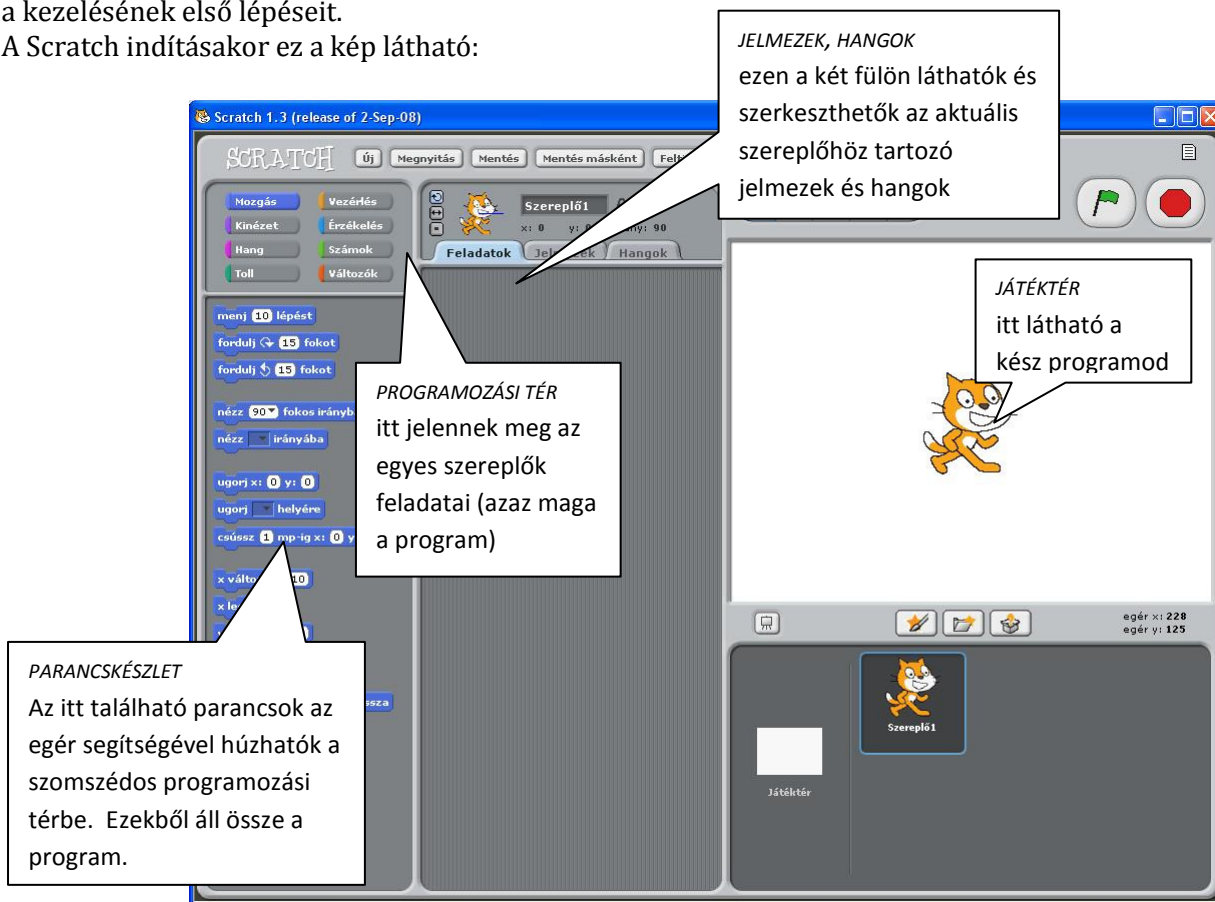 a kezelésének első lépéseit.
A Scratch indításakor ez a kép látható:
JELMEZEK, HANGOK
ezen a két fülön láthatók és
szerkeszthetők az aktuális
szereplőhöz tartozó
jelmezek és hangok
Scratch 1.3 (release of 2-Sep-08)
SCRATCH
Új
Megnyitás
Mentés
Mentés másként
Mozgás
Vezérlés
Kinézet
Érzékelés
Hang
Számok
Toll
Változók
Szereplő1
x: 0
90
Feladatok
Hangok
menj 10 lépést
fordulj 15 fokot
fordulj 15 fokot
nézz 90 fokos
nézz irányába
ugorj x: 0 y: 0
ugorj helyére
csússz 1 mp-ig x: 0 y
x
10
x
JÁTÉKTÉR
itt látható a
kész programod
PROGRAMOZÁSI TÉR
itt jelennek meg az
egyes szereplők
feladatai (azaz maga
a program)
PARANCSKÉSZLET
Az itt található parancsok az
egér segítségével húzhatók a
szomszédos programozási
térbe. Ezekből áll össze a
program.
egér x: 228
egér y: 125
Szereplő1
Játéktér